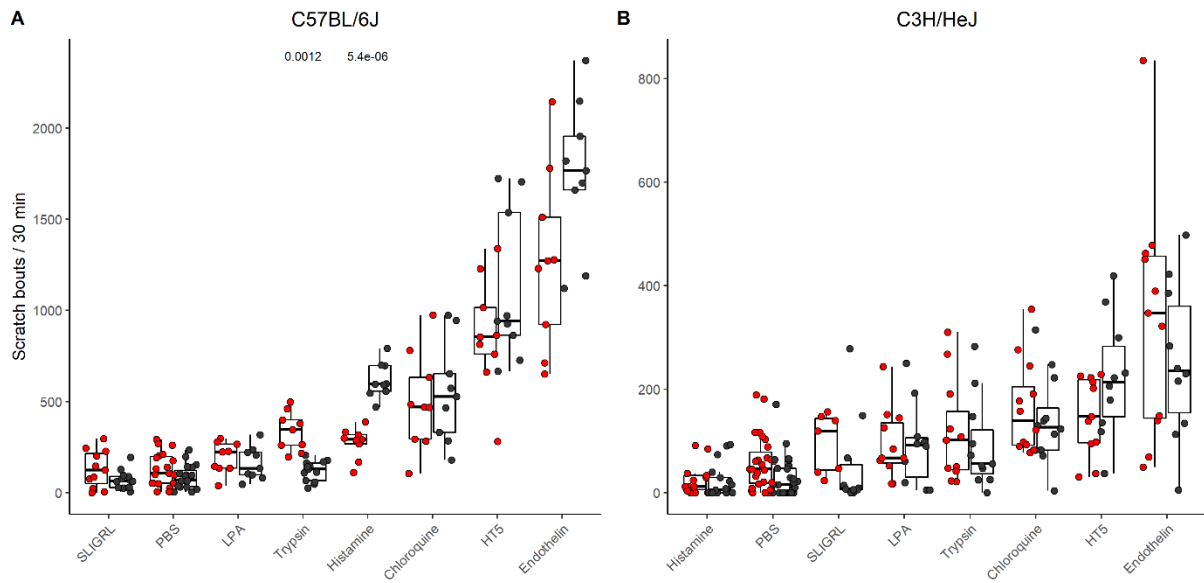 A
C57BL/6J
0.0012
5.4e-06
Scratch bouts / 30 min
2000
1500
1000
500
0
SLIGRL
PBS
LPA
Trypsin
Histamine
Chloroquine
HT5
Endothelin
B
C3H/HeJ
800
600
400
200
0
Histamine
PBS
SLIGRL
LPA
Trypsin
Chloroquine
HT5
Endothelin